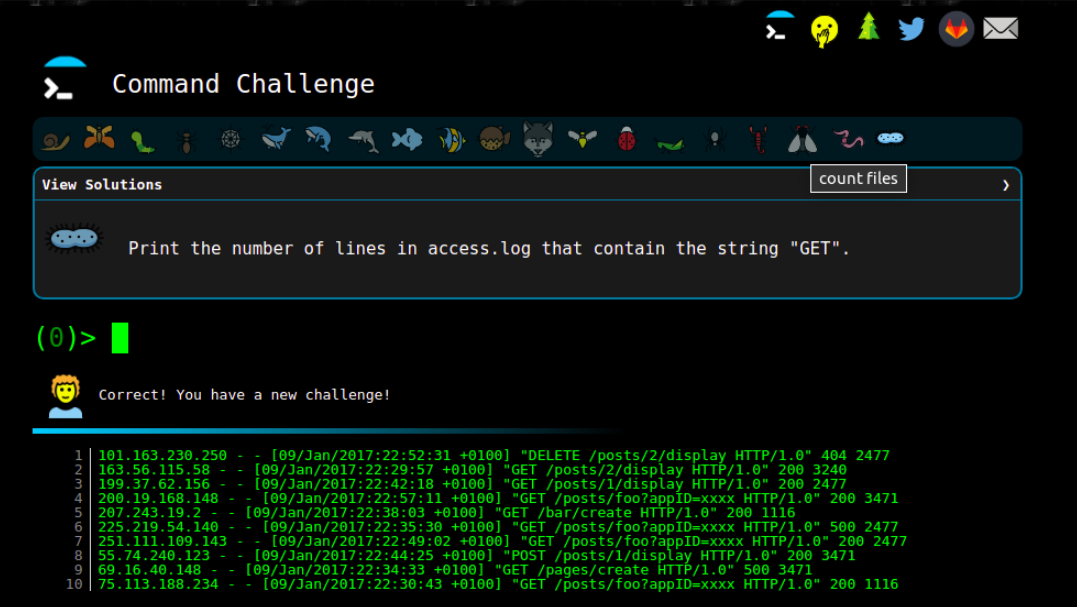 Command Challenge
View Solutions
count files
Print the number of lines in access.log that contain the string "GET".
(0)>
Correct! You have a new challenge!
1 101.163.230.250 - - [09/Jan/2017:22:52:31 +0100] "DELETE /posts/2/display HTTP/1.0" 404 2477
2 163.56.115.58 - - [09/Jan/2017:22:29:57 +0100] "GET /posts/2/display HTTP/1.0" 200 3240
3 199.37.62.156 - - [09/Jan/2017:22:42:18 +0100] "GET /posts/1/display HTTP/1.0" 200 2477
4 200.19.168.148 - - [09/Jan/2017:22:57:11 +0100] "GET /posts/foo?appID=xxxx HTTP/1.0" 200 3471
5 207.243.19.2 - - [09/Jan/2017:22:38:03 +0100] "GET /bar/create HTTP/1.0" 200 1116
6 225.219.54.140 - - [09/Jan/2017:22:35:30 +0100] "GET /posts/foo?appID=xxxx HTTP/1.0" 500 2477
7 251.111.109.143 - - [09/Jan/2017:22:49:02 +0100] "GET /posts/foo?appID=xxxx HTTP/1.0" 200 2477
8 55.74.240.123 - - [09/Jan/2017:22:44:25 +0100] "POST /posts/1/display HTTP/1.0" 200 3471
9 69.16.40.148 - - [09/Jan/2017:22:34:33 +0100] "GET /pages/create HTTP/1.0" 500 3471
10 75.113.188.234 - - [09/Jan/2017:22:30:43 +0100] "GET /posts/foo?appID=xxxx HTTP/1.0" 200 1116